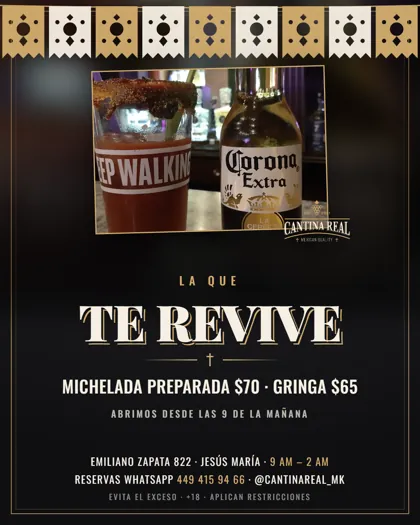 EEP WALKING
Corona
Extra
CANTINA REAL
MEXICAN QUALITY
LA QUE
TE REVIVE
MICHELADA PREPARADA $70 · GRINGA $65
ABRIMOS DESDE LAS 9 DE LA MAÑANA
EMILIANO ZAPATA 822 · JESÚS MARÍA · 9 AM – 2 AM
RESERVAS WHATSAPP 449 415 94 66 · @CANTINAREAL_MK
EVITA EL EXCESO · +18 · APLICAN RESTRICCIONES